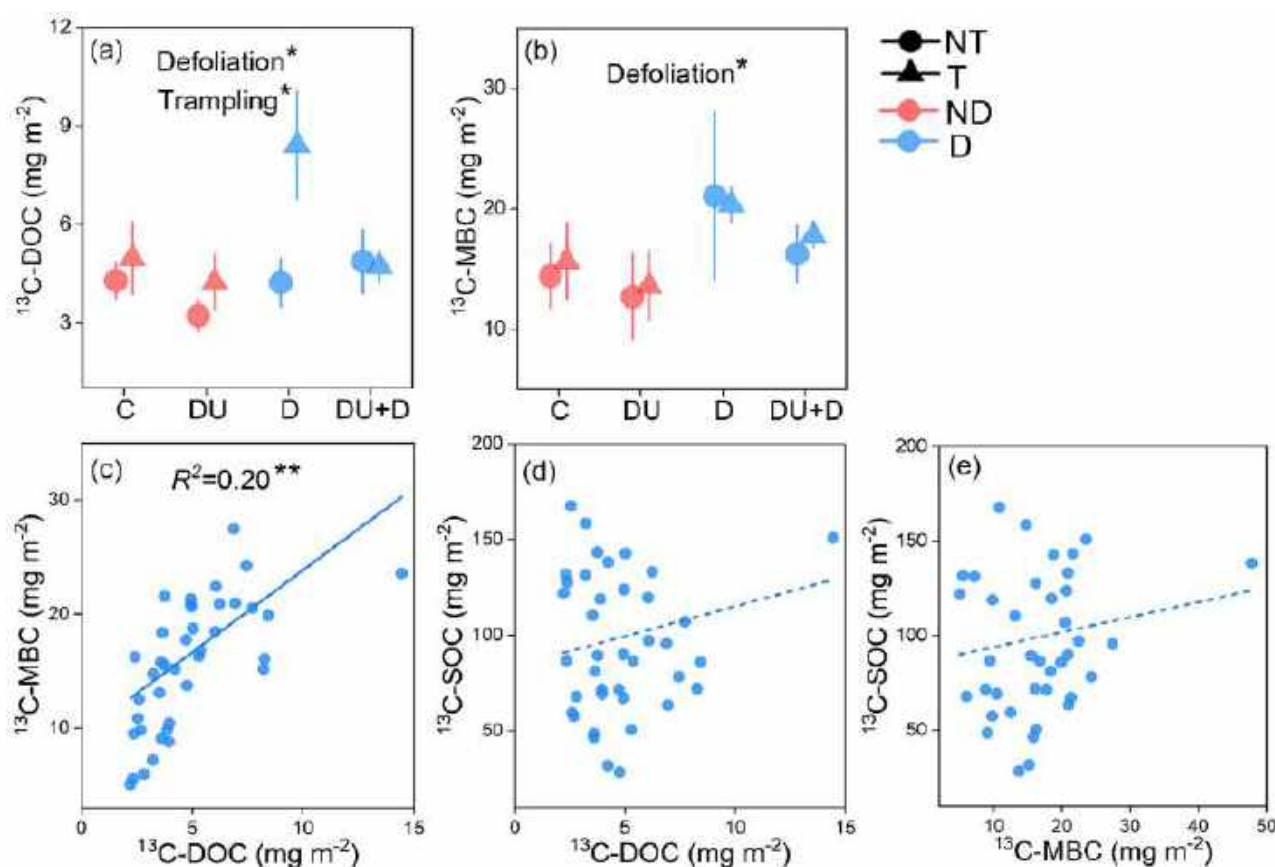 (a)
Defoliation*
Trampling*
12
9
6
3
¹³C-DOC (mg m⁻²)
C DU D DU+D
(b)
Defoliation*
30
20
10
¹³C-MBC (mg m⁻²)
C DU D DU+D
NT
T
ND
D
(c)
R²=0.20**
30
20
10
¹³C-MBC (mg m⁻²)
0 5 10 15
¹³C-DOC (mg m⁻²)
(d)
200
150
100
50
¹³C-SOC (mg m⁻²)
0 5 10 15
¹³C-DOC (mg m⁻²)
(e)
200
150
100
50
¹³C-SOC (mg m⁻²)
10 20 30 40 50
¹³C-MBC (mg m⁻²)